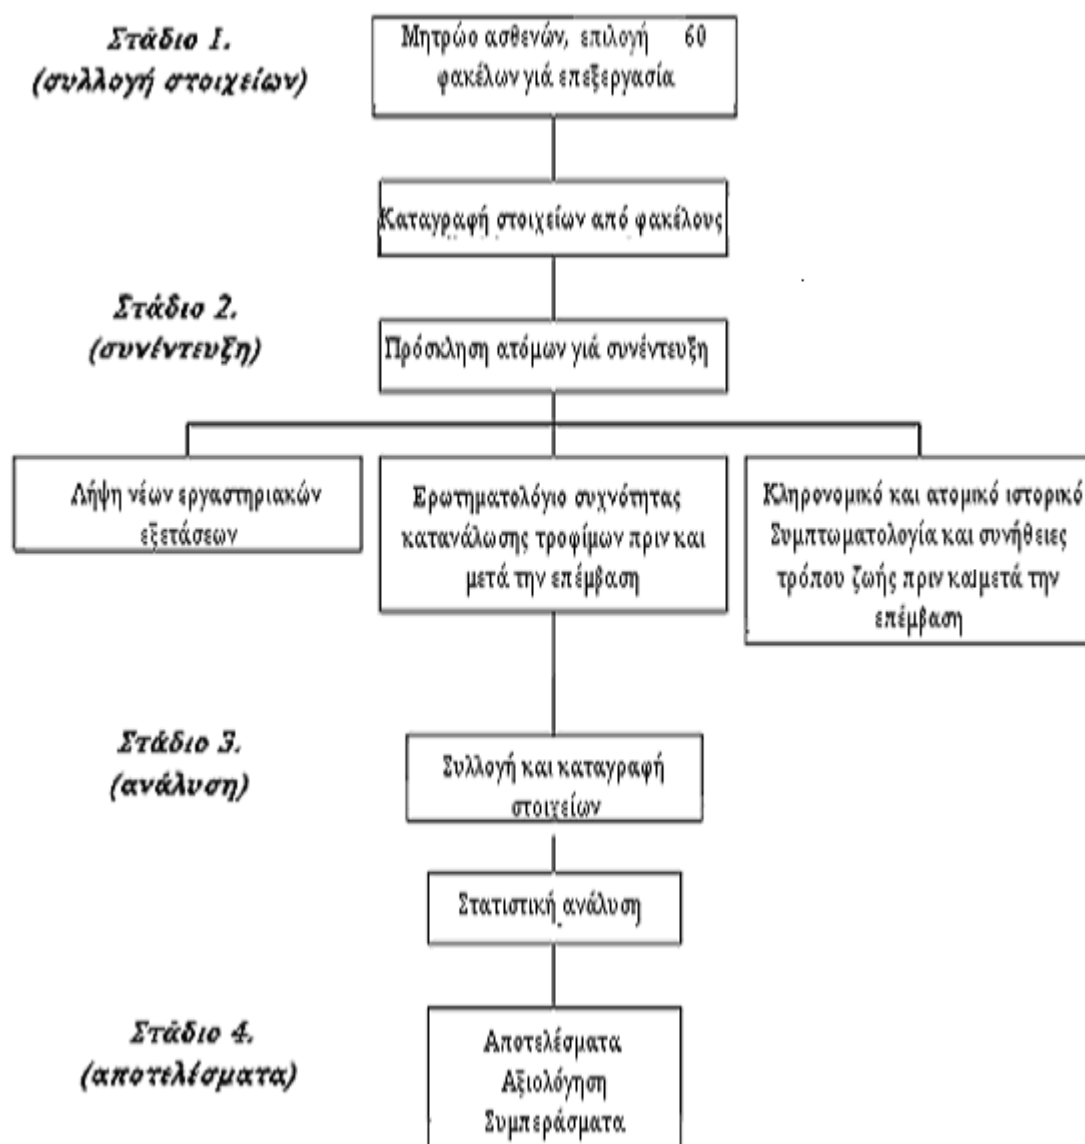 Στάδιο 1.
(συλλογή στοιχείων)
Μητρώο ασθενών, επιλογή 60
φακέλων γιά επεξεργασία
Καταγραφή στοιχείων από φακέλους
Στάδιο 2.
(συνέντευξη)
Πρόσκληση ατόμων γιά συνέντευξη
Λήψη νέων εργαστηριακών
εξετάσεων
Ερωτηματολόγιο συχνότητας
κατανάλωσης τροφίμων πριν και
μετά την επέμβαση
Κληρονομικό και ατομικό ιστορικό
Συμπτωματολογία και συνήθειες
τρόπου ζωής πριν και μετά την
επέμβαση
Στάδιο 3.
(ανάλυση)
Συλλογή και καταγραφή
στοιχείων
Στατιστική ανάλυση
Στάδιο 4.
(αποτελέσματα)
Αποτελέσματα
Αξιολόγηση
Συμπεράσματα